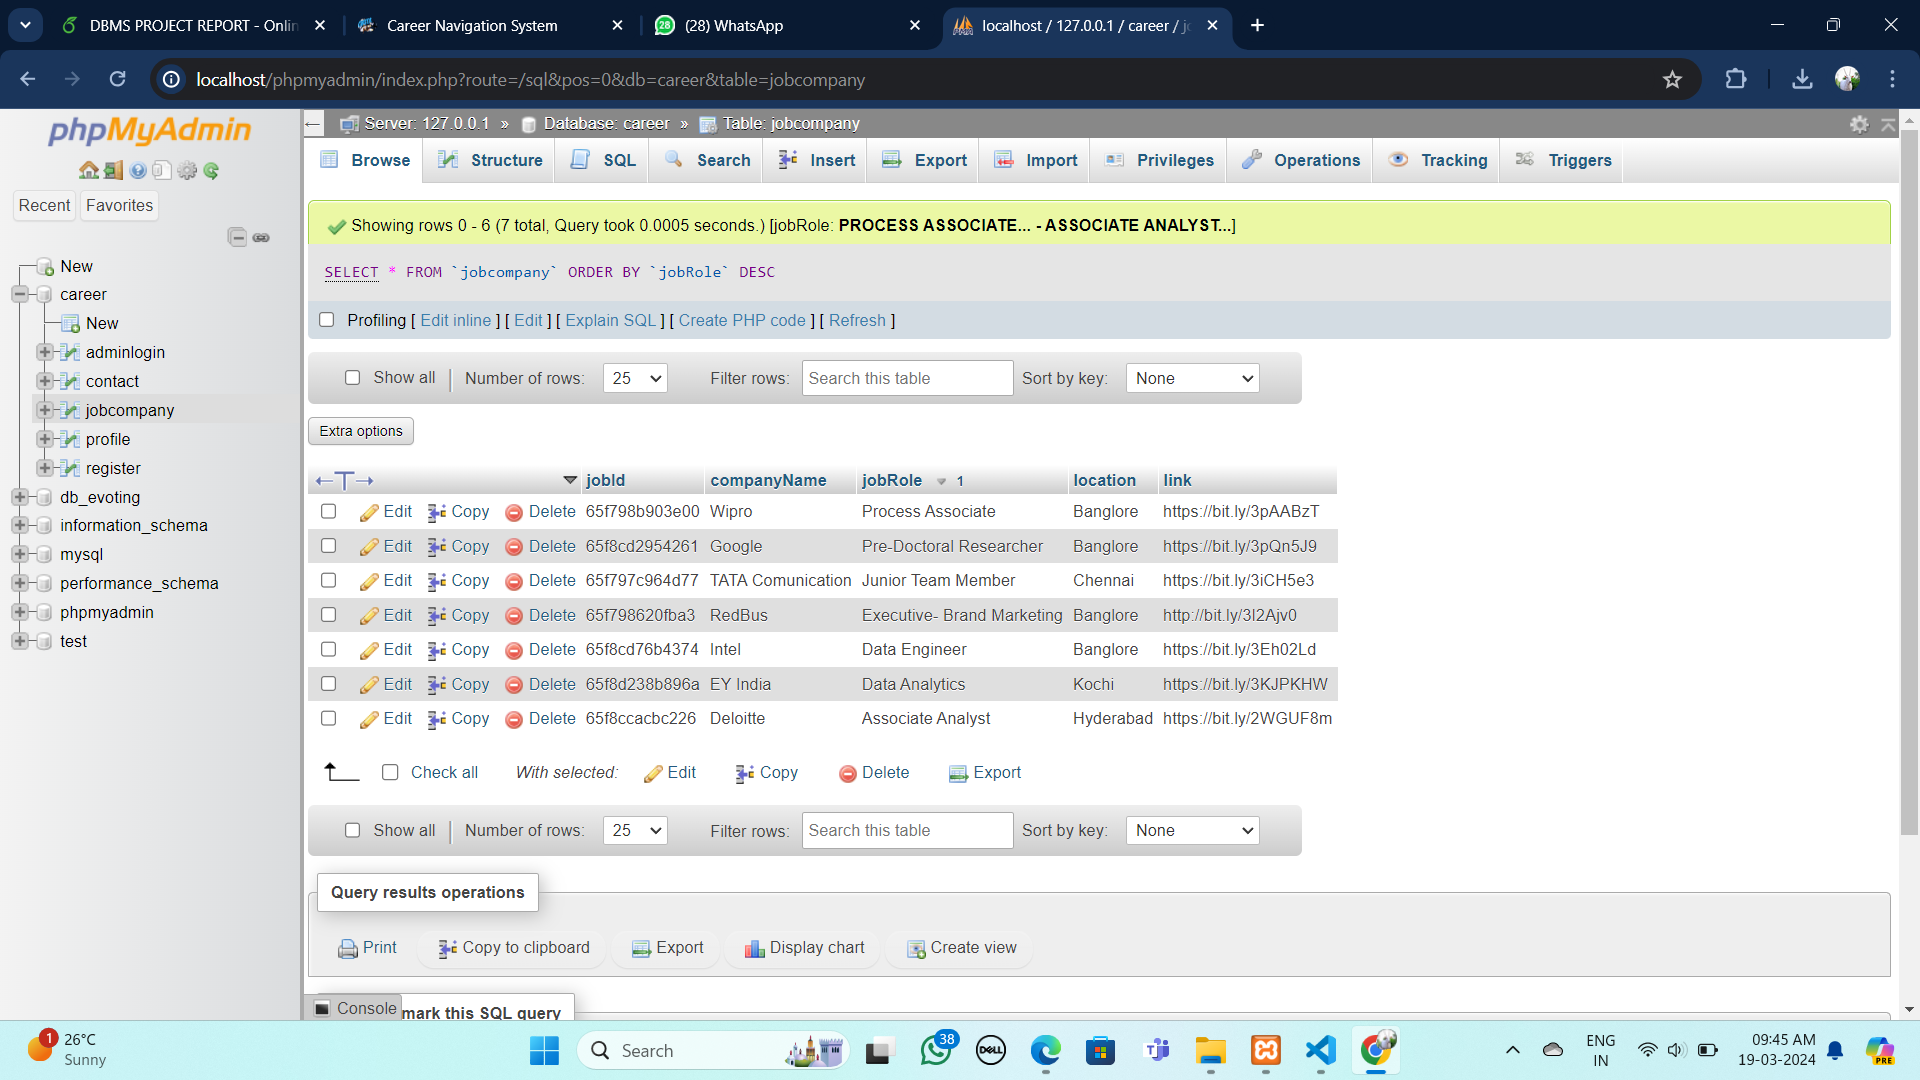 DBMS PROJECT REPORT - Onlin
Career Navigation System
28
(28) WhatsApp
localhost / 127.0.0.1 / career / j
localhost/phpmyadmin/index.php?route=/sql&pos=0&db=career&table=jobcompany
phpMyAdmin
Recent
Favorites
New
career
New
adminlogin
contact
jobcompany
profile
register
db_evoting
information_schema
mysql
performance_schema
phpmyadmin
test
Server: 127.0.0.1 » Database: career » Table: jobcompany
Browse Structure SQL Search Insert Export Import Privileges Operations Tracking Triggers
Showing rows 0 - 6 (7 total, Query took 0.0005 seconds.) [jobRole: PROCESS ASSOCIATE... - ASSOCIATE ANALYST...]
SELECT * FROM `jobcompany` ORDER BY `jobRole` DESC
Profiling [ Edit inline ] [ Edit ] [ Explain SQL ] [ Create PHP code ] [ Refresh ]
Show all Number of rows: 25 Filter rows: Search this table Sort by key: None
Extra options
jobId companyName jobRole 1 location link
Edit Copy Delete 65f798b903e00 Wipro Process Associate Banglore https://bit.ly/3pAABzT
Edit Copy Delete 65f8cd2954261 Google Pre-Doctoral Researcher Banglore https://bit.ly/3pQn5J9
Edit Copy Delete 65f797c964d77 TATA Comunication Junior Team Member Chennai https://bit.ly/3iCH5e3
Edit Copy Delete 65f798620fba3 RedBus Executive- Brand Marketing Banglore http://bit.ly/3I2Ajv0
Edit Copy Delete 65f8cd76b4374 Intel Data Engineer Banglore https://bit.ly/3Eh02Ld
Edit Copy Delete 65f8d238b896a EY India Data Analytics Kochi https://bit.ly/3KJPKHW
Edit Copy Delete 65f8ccacbc226 Deloitte Associate Analyst Hyderabad https://bit.ly/2WGUF8m
Check all With selected: Edit Copy Delete Export
Show all Number of rows: 25 Filter rows: Search this table Sort by key: None
Query results operations
Print Copy to clipboard Export Display chart Create view
Console
mark this SQL query
1
26°C
Sunny
Search
38
DELL
PRE
ENG
IN
09:45 AM
19-03-2024